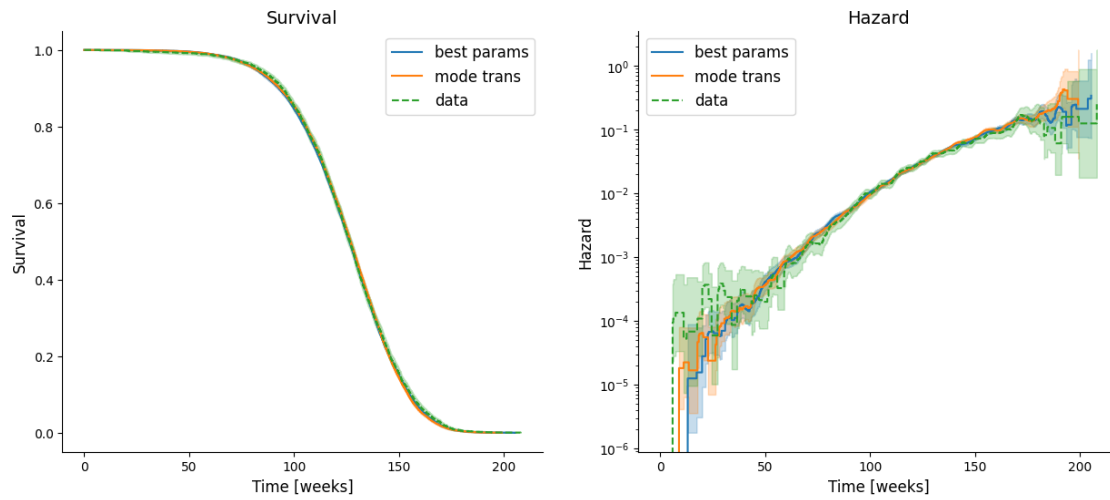 Survival
1.0
0.8
0.6
0.4
0.2
0.0
Survival
0
50
100
150
200
Time [weeks]
best params
mode trans
data
Hazard
10⁰
10⁻¹
10⁻²
10⁻³
10⁻⁴
10⁻⁵
10⁻⁶
Hazard
0
50
100
150
200
Time [weeks]
best params
mode trans
data